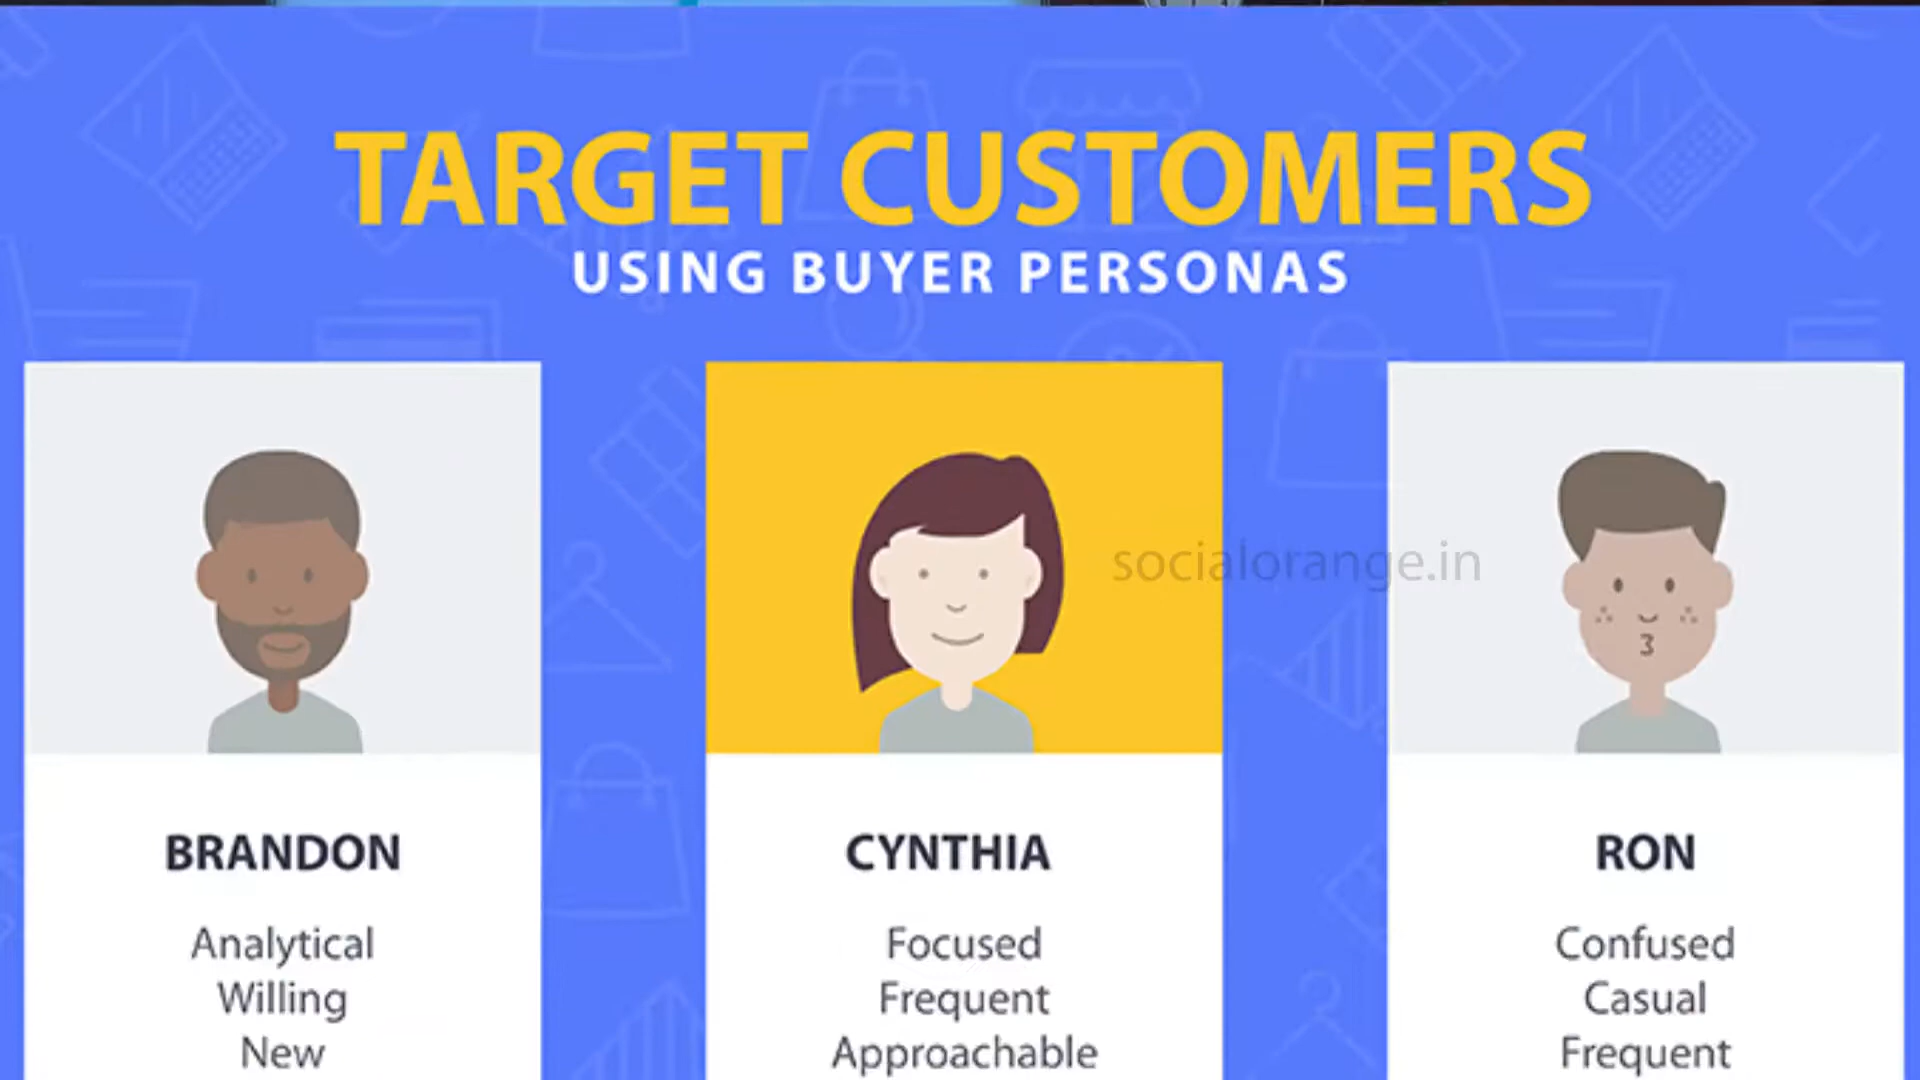 TARGET CUSTOMERS
USING BUYER PERSONAS
socialorange.in
BRANDON
Analytical
Willing
New
CYNTHIA
Focused
Frequent
Approachable
RON
Confused
Casual
Frequent